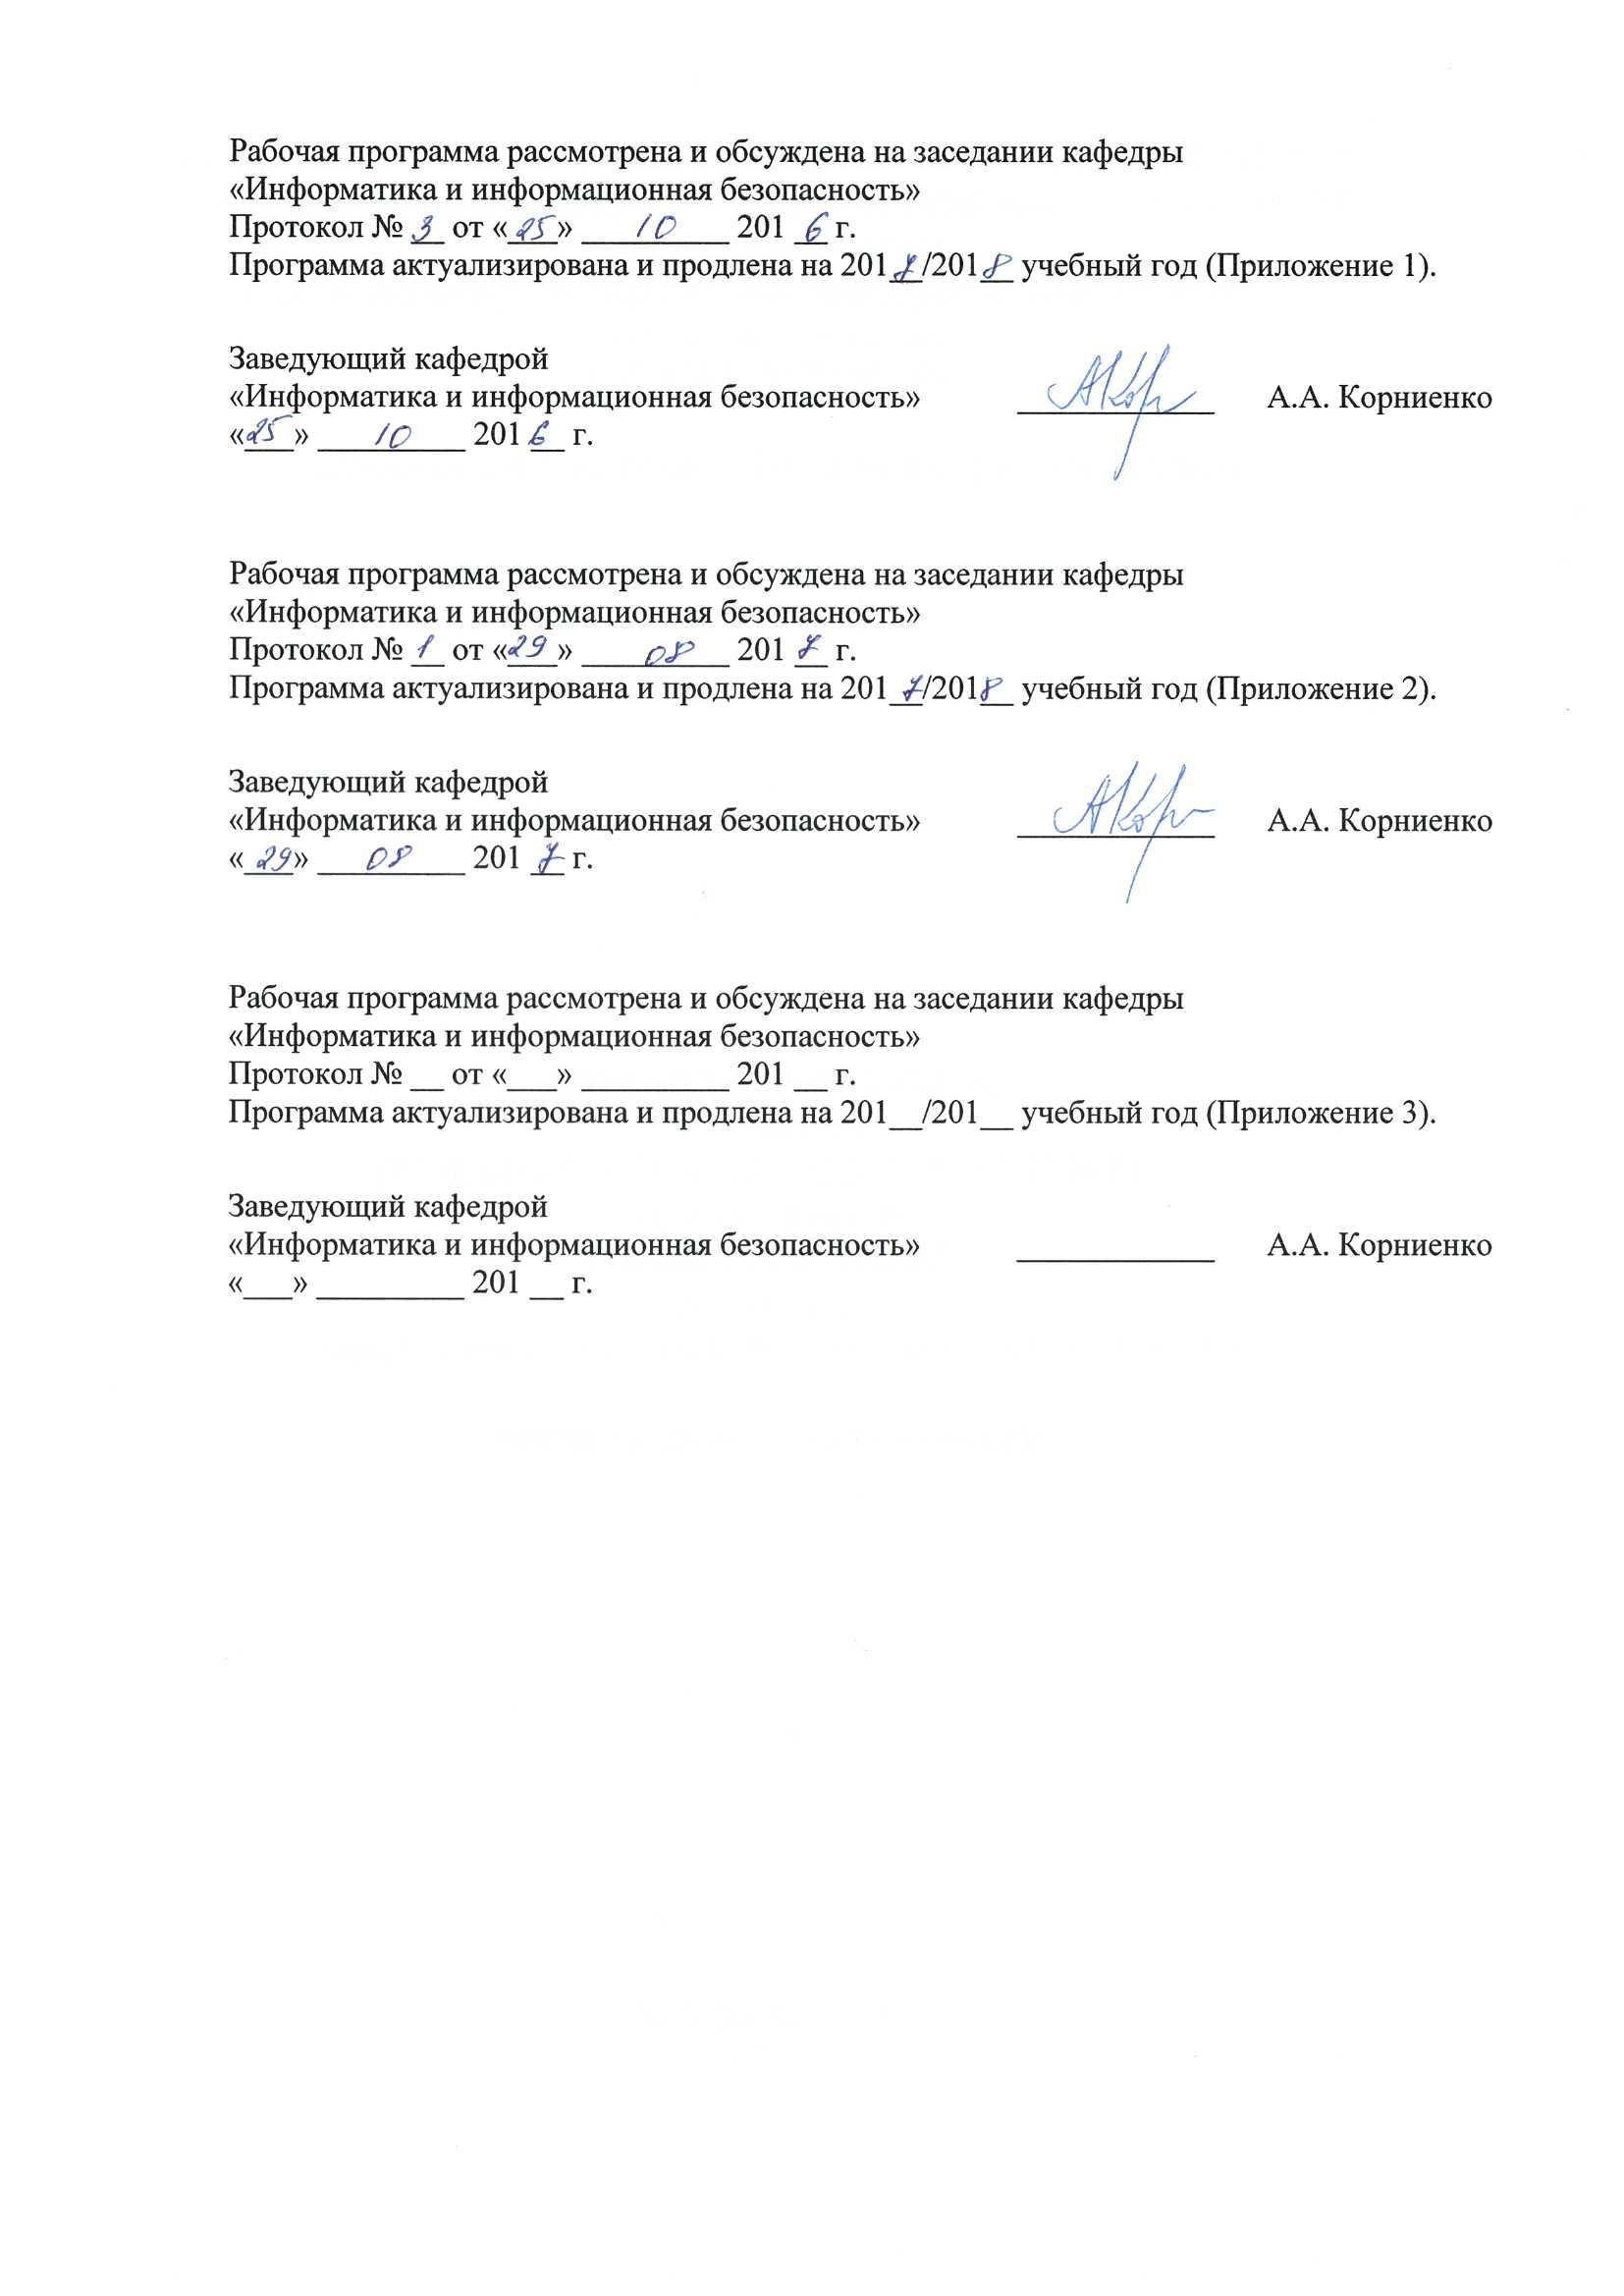 Рабочая программа рассмотрена и обсуждена на заседании кафедры
«Информатика и информационная безопасность»
Протокол № 3 от «25» 10 201 6 г.
Программа актуализирована и продлена на 2017/2018 учебный год (Приложение 1).
Заведующий кафедрой
«Информатика и информационная безопасность» АКор А.А. Корниенко
«25» 10 201 6 г.
Рабочая программа рассмотрена и обсуждена на заседании кафедры
«Информатика и информационная безопасность»
Протокол № 1 от «29» 08 201 7 г.
Программа актуализирована и продлена на 2017/2018 учебный год (Приложение 2).
Заведующий кафедрой
«Информатика и информационная безопасность» АКор А.А. Корниенко
«29» 08 201 7 г.
Рабочая программа рассмотрена и обсуждена на заседании кафедры
«Информатика и информационная безопасность»
Протокол № __ от «___» _________ 201 __ г.
Программа актуализирована и продлена на 201__/201__ учебный год (Приложение 3).
Заведующий кафедрой
«Информатика и информационная безопасность» ____________ А.А. Корниенко
«___» _________ 201 __ г.